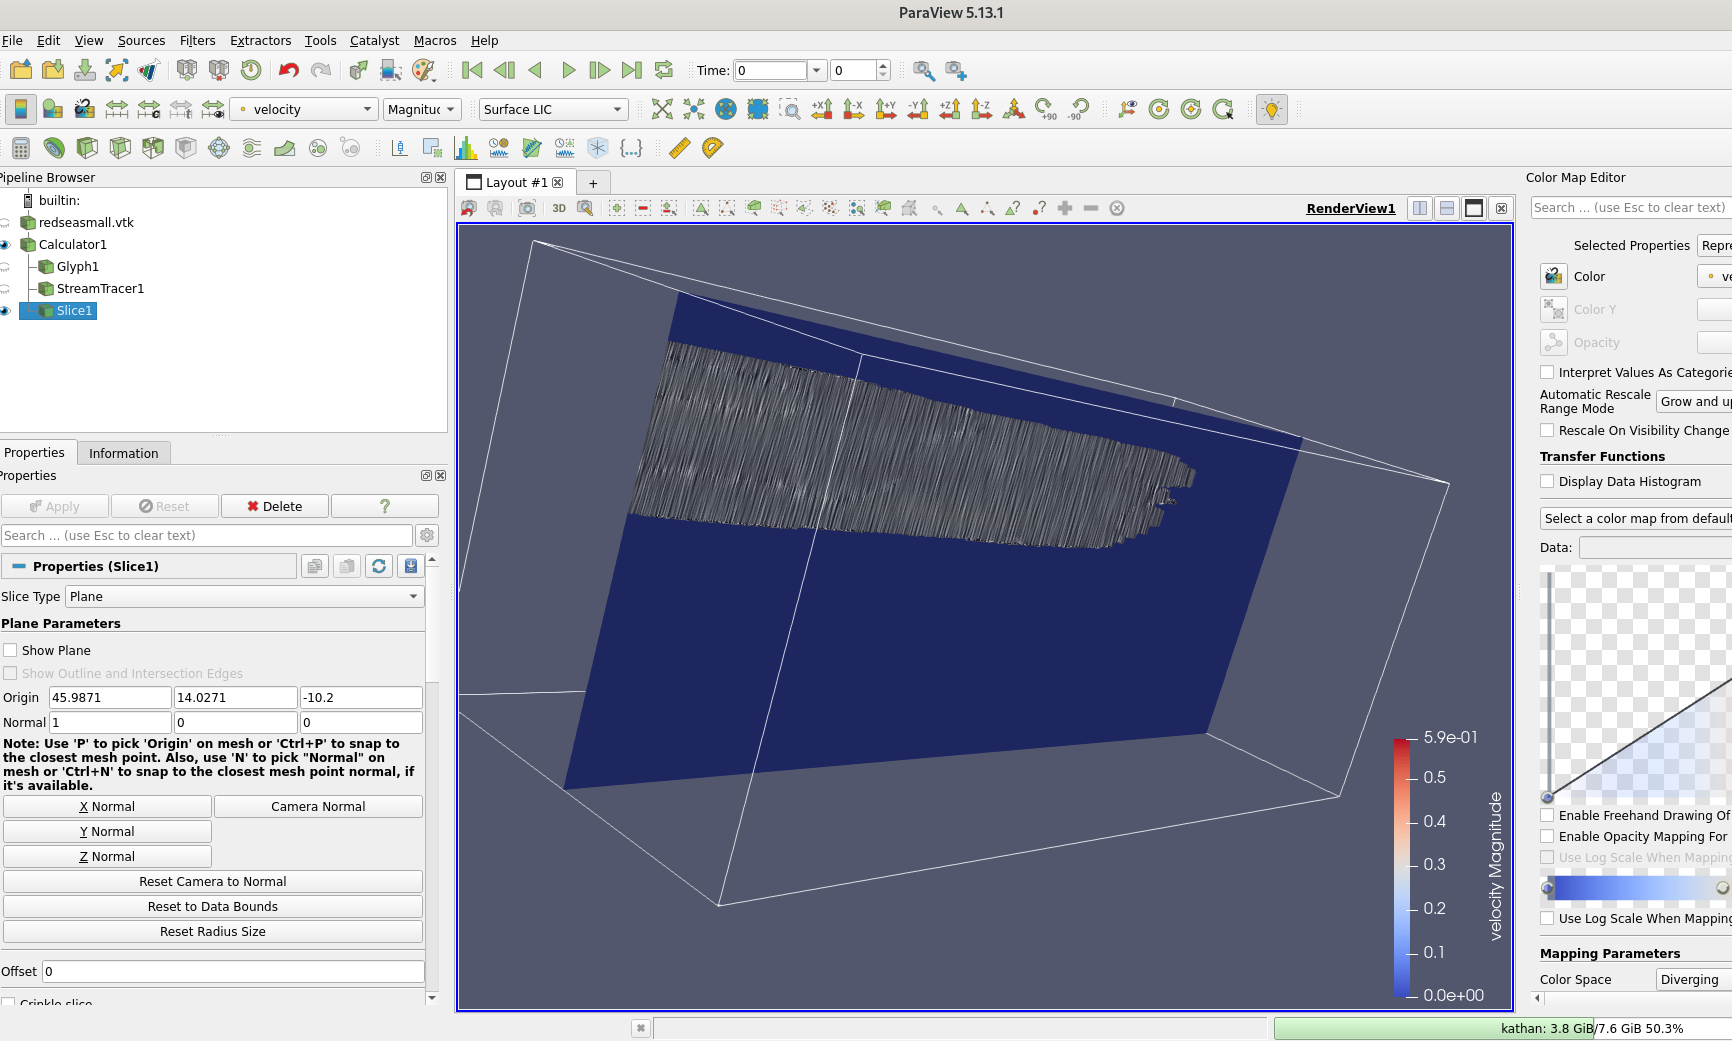 ParaView 5.13.1
File Edit View Sources Filters Extractors Tools Catalyst Macros Help
Time: 0 0
velocity Magnituc Surface LIC +X -X +Y -Y +Z -Z +90 -90
Pipeline Browser
builtin:
redseasmall.vtk
Calculator1
Glyph1
StreamTracer1
Slice1
Properties Information
Properties
Apply Reset Delete ?
Search ... (use Esc to clear text)
Properties (Slice1)
Slice Type Plane
Plane Parameters
Show Plane
Show Outline and Intersection Edges
Origin 45.9871 14.0271 -10.2
Normal 1 0 0
Note: Use 'P' to pick 'Origin' on mesh or 'Ctrl+P' to snap to
the closest mesh point. Also, use 'N' to pick "Normal" on
mesh or 'Ctrl+N' to snap to the closest mesh point normal, if
it's available.
X Normal Camera Normal
Y Normal
Z Normal
Reset Camera to Normal
Reset to Data Bounds
Reset Radius Size
Offset 0
Crinkle slice
Layout #1 +
3D RenderView1
5.9e-01
0.5
0.4
0.3
0.2
0.1
0.0e+00
velocity Magnitude
Color Map Editor
Search ... (use Esc to clear text)
Selected Properties Repre
Color ve
Color Y
Opacity
Interpret Values As Categorie
Automatic Rescale
Range Mode Grow and up
Rescale On Visibility Change
Transfer Functions
Display Data Histogram
Select a color map from default
Data:
Enable Freehand Drawing Of
Enable Opacity Mapping For
Use Log Scale When Mapping
Use Log Scale When Mapping
Mapping Parameters
Color Space Diverging
kathan: 3.8 GiB/7.6 GiB 50.3%